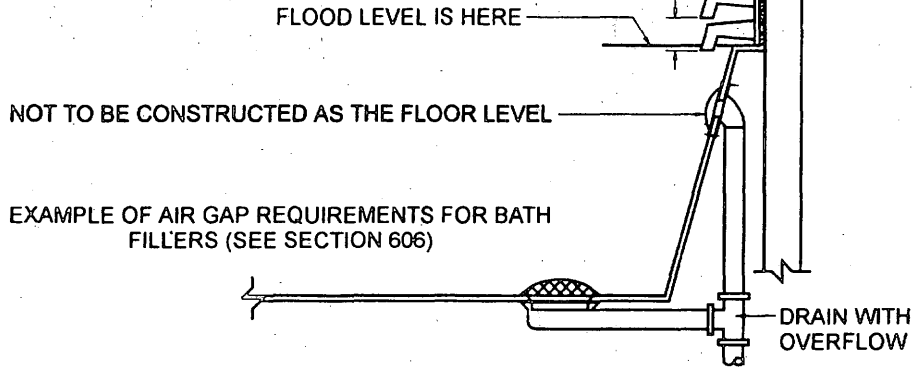 FLOOD LEVEL IS HERE
NOT TO BE CONSTRUCTED AS THE FLOOR LEVEL
EXAMPLE OF AIR GAP REQUIREMENTS FOR BATH
FILLERS (SEE SECTION 606)
DRAIN WITH
OVERFLOW